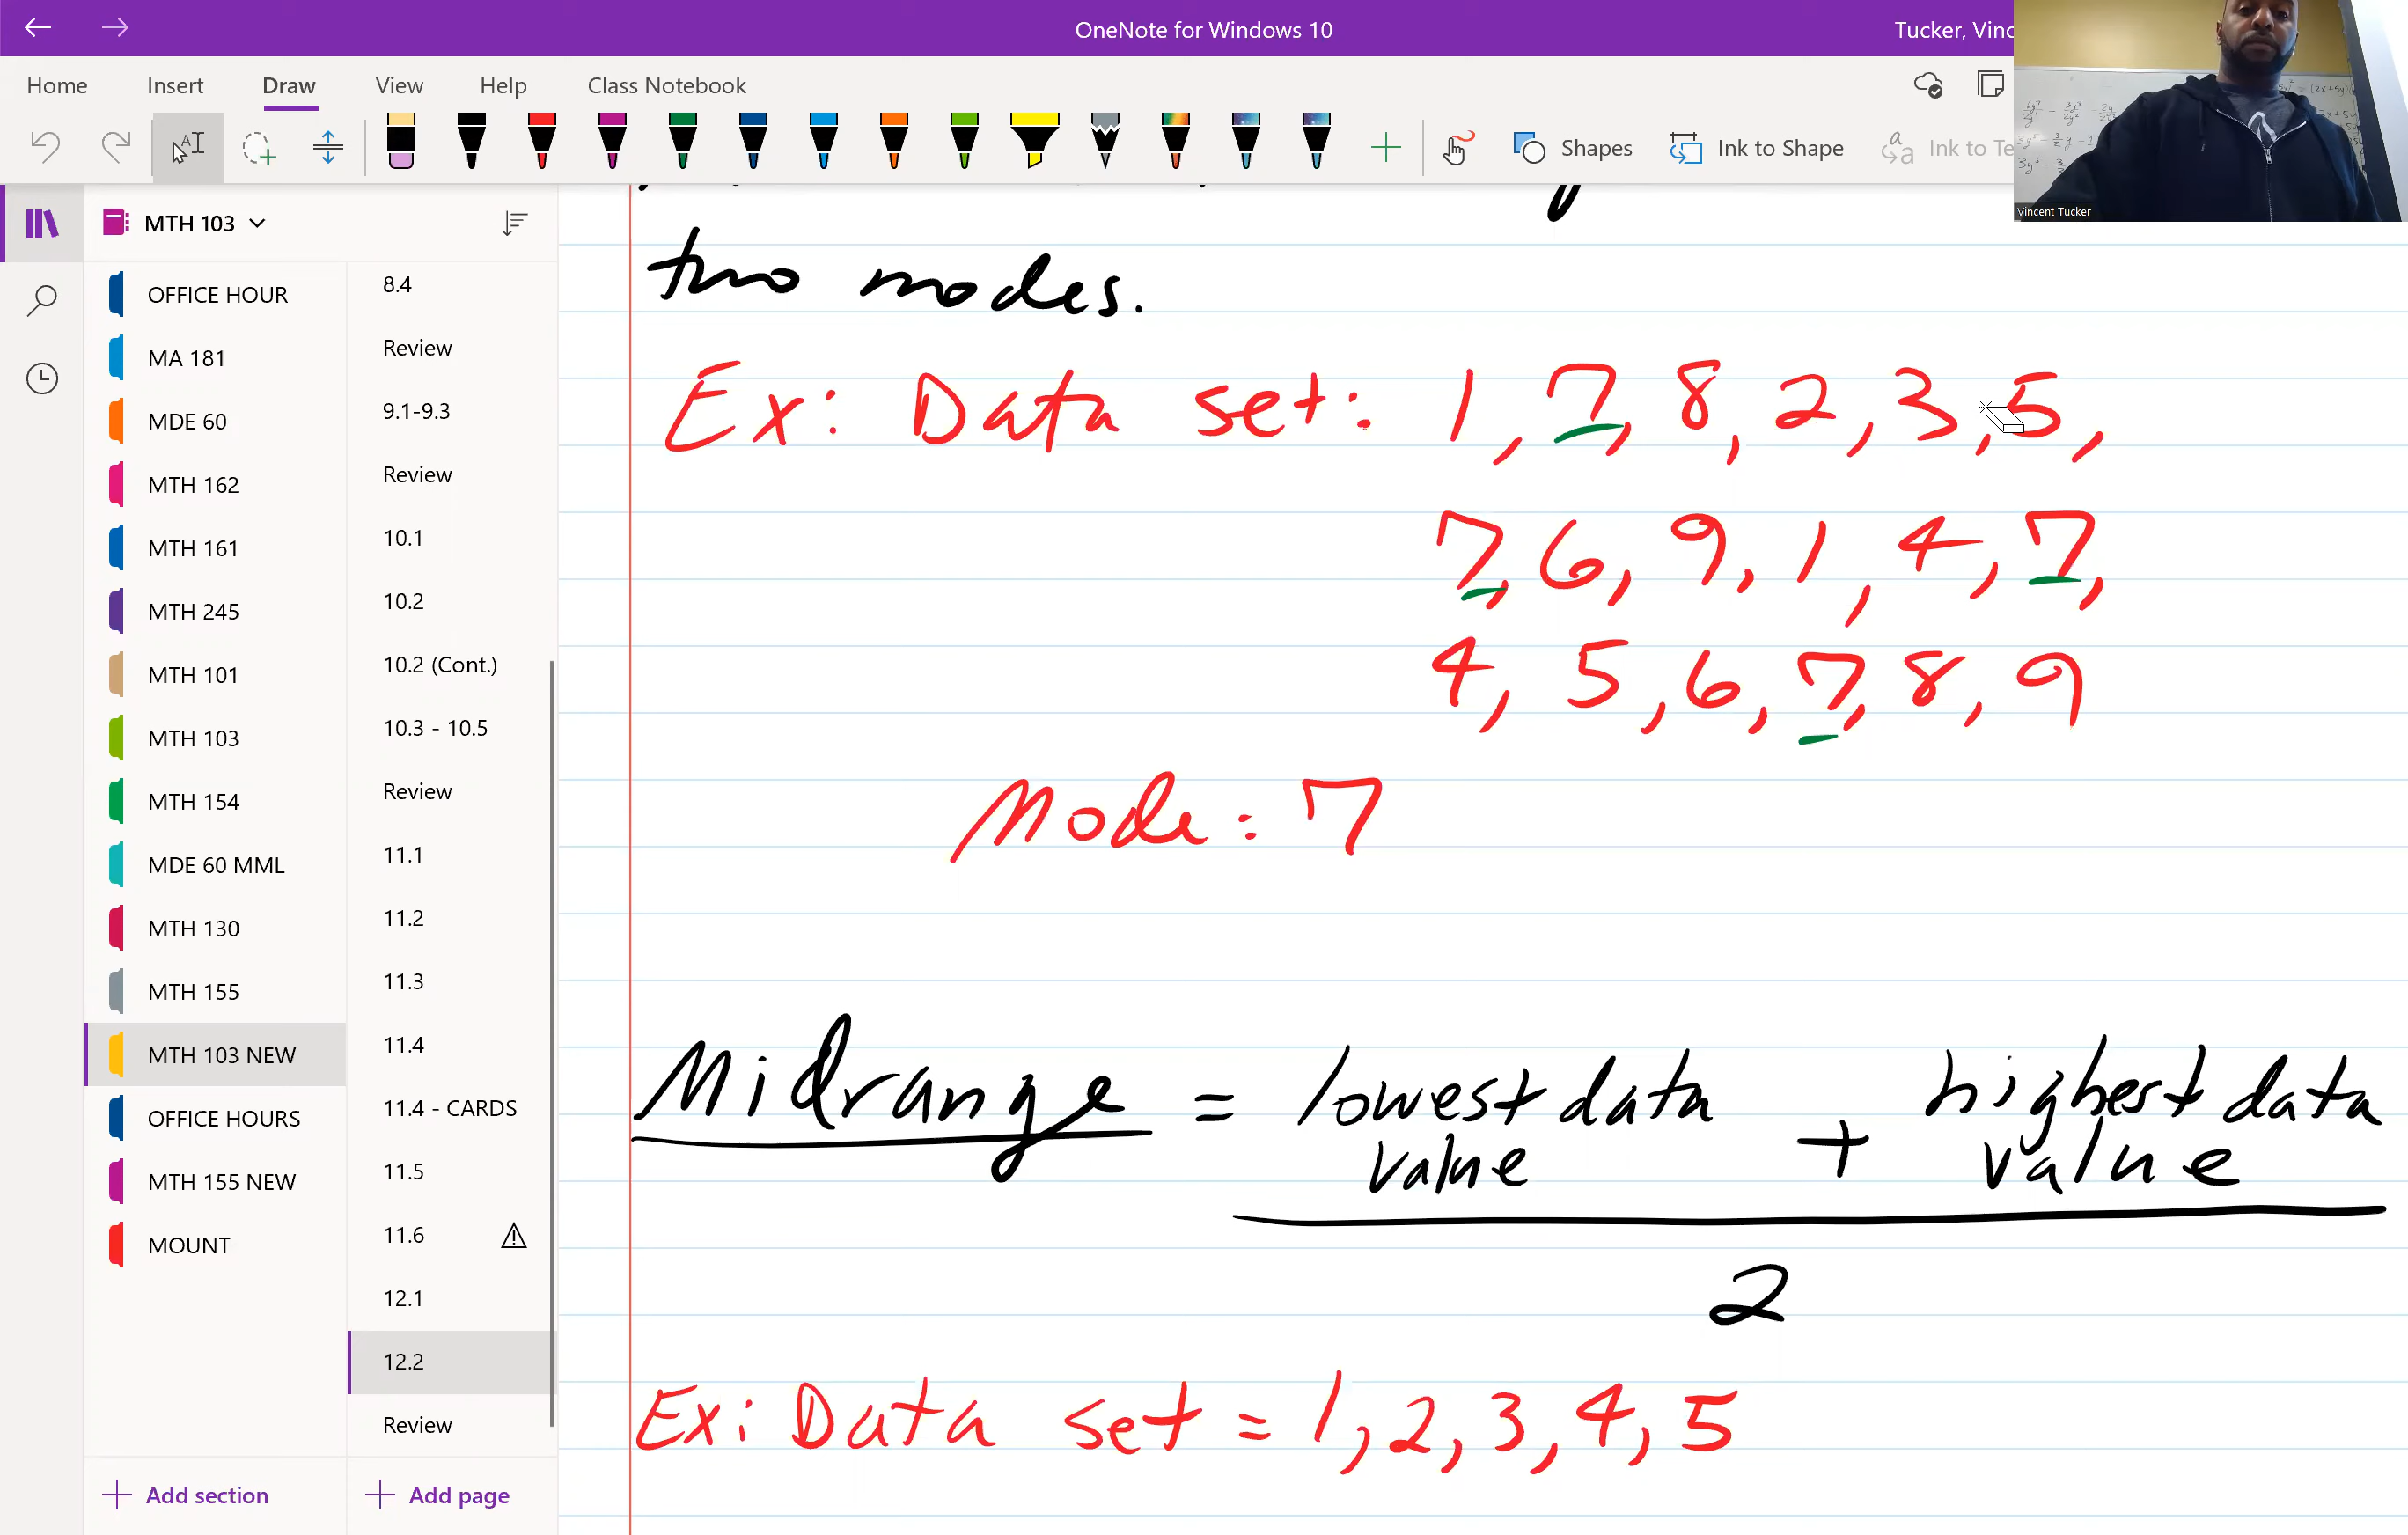 OneNote for Windows 10
Tucker, Vinc
Home Insert Draw View Help Class Notebook
Shapes Ink to Shape Ink to Te
Vincent Tucker
MTH 103
OFFICE HOUR
MA 181
MDE 60
MTH 162
MTH 161
MTH 245
MTH 101
MTH 103
MTH 154
MDE 60 MML
MTH 130
MTH 155
MTH 103 NEW
OFFICE HOURS
MTH 155 NEW
MOUNT
Add section
8.4
Review
9.1-9.3
Review
10.1
10.2
10.2 (Cont.)
10.3 - 10.5
Review
11.1
11.2
11.3
11.4
11.4 - CARDS
11.5
11.6
12.1
12.2
Review
Add page
two modes.
Ex: Data set: 1, 7, 8, 2, 3, 5,
7, 6, 9, 1, 4, 7,
4, 5, 6, 7, 8, 9
Mode: 7
Midrange = lowest data value + highest data value
2
Ex: Data set = 1, 2, 3, 4, 5